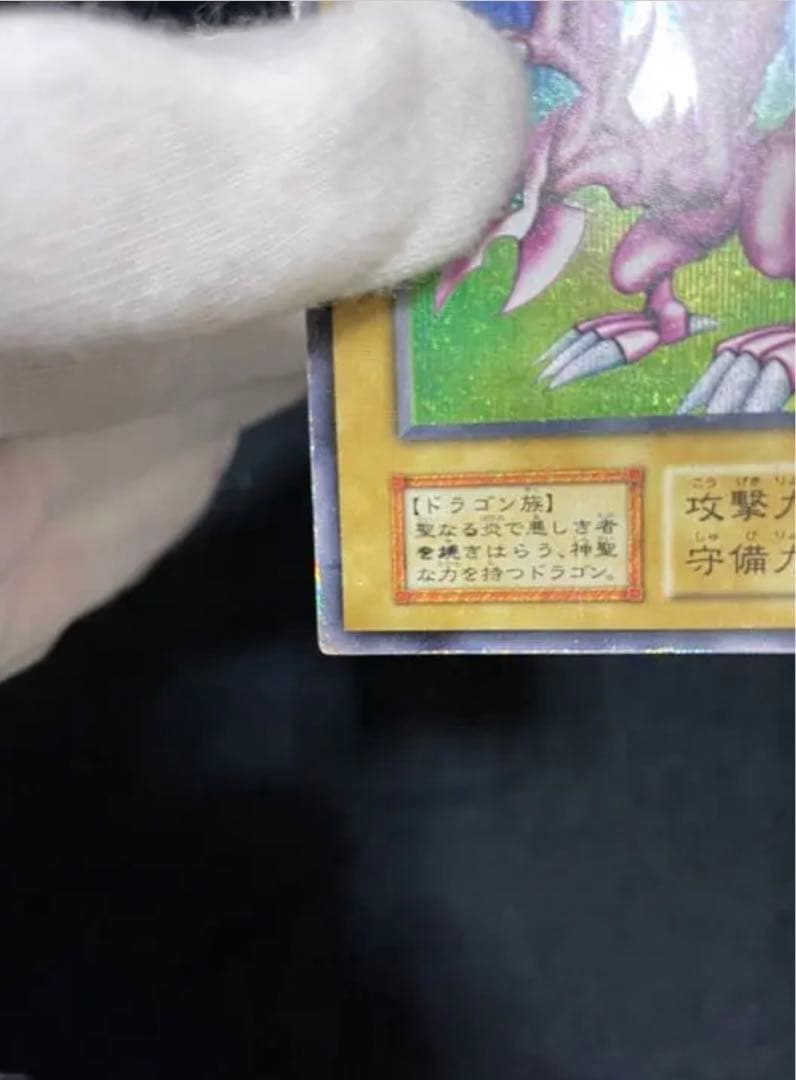 【ドラゴン族】
聖なる炎で悪しき者
を焼きはらう、神聖
な力を持つドラゴン。
攻撃力
守備力